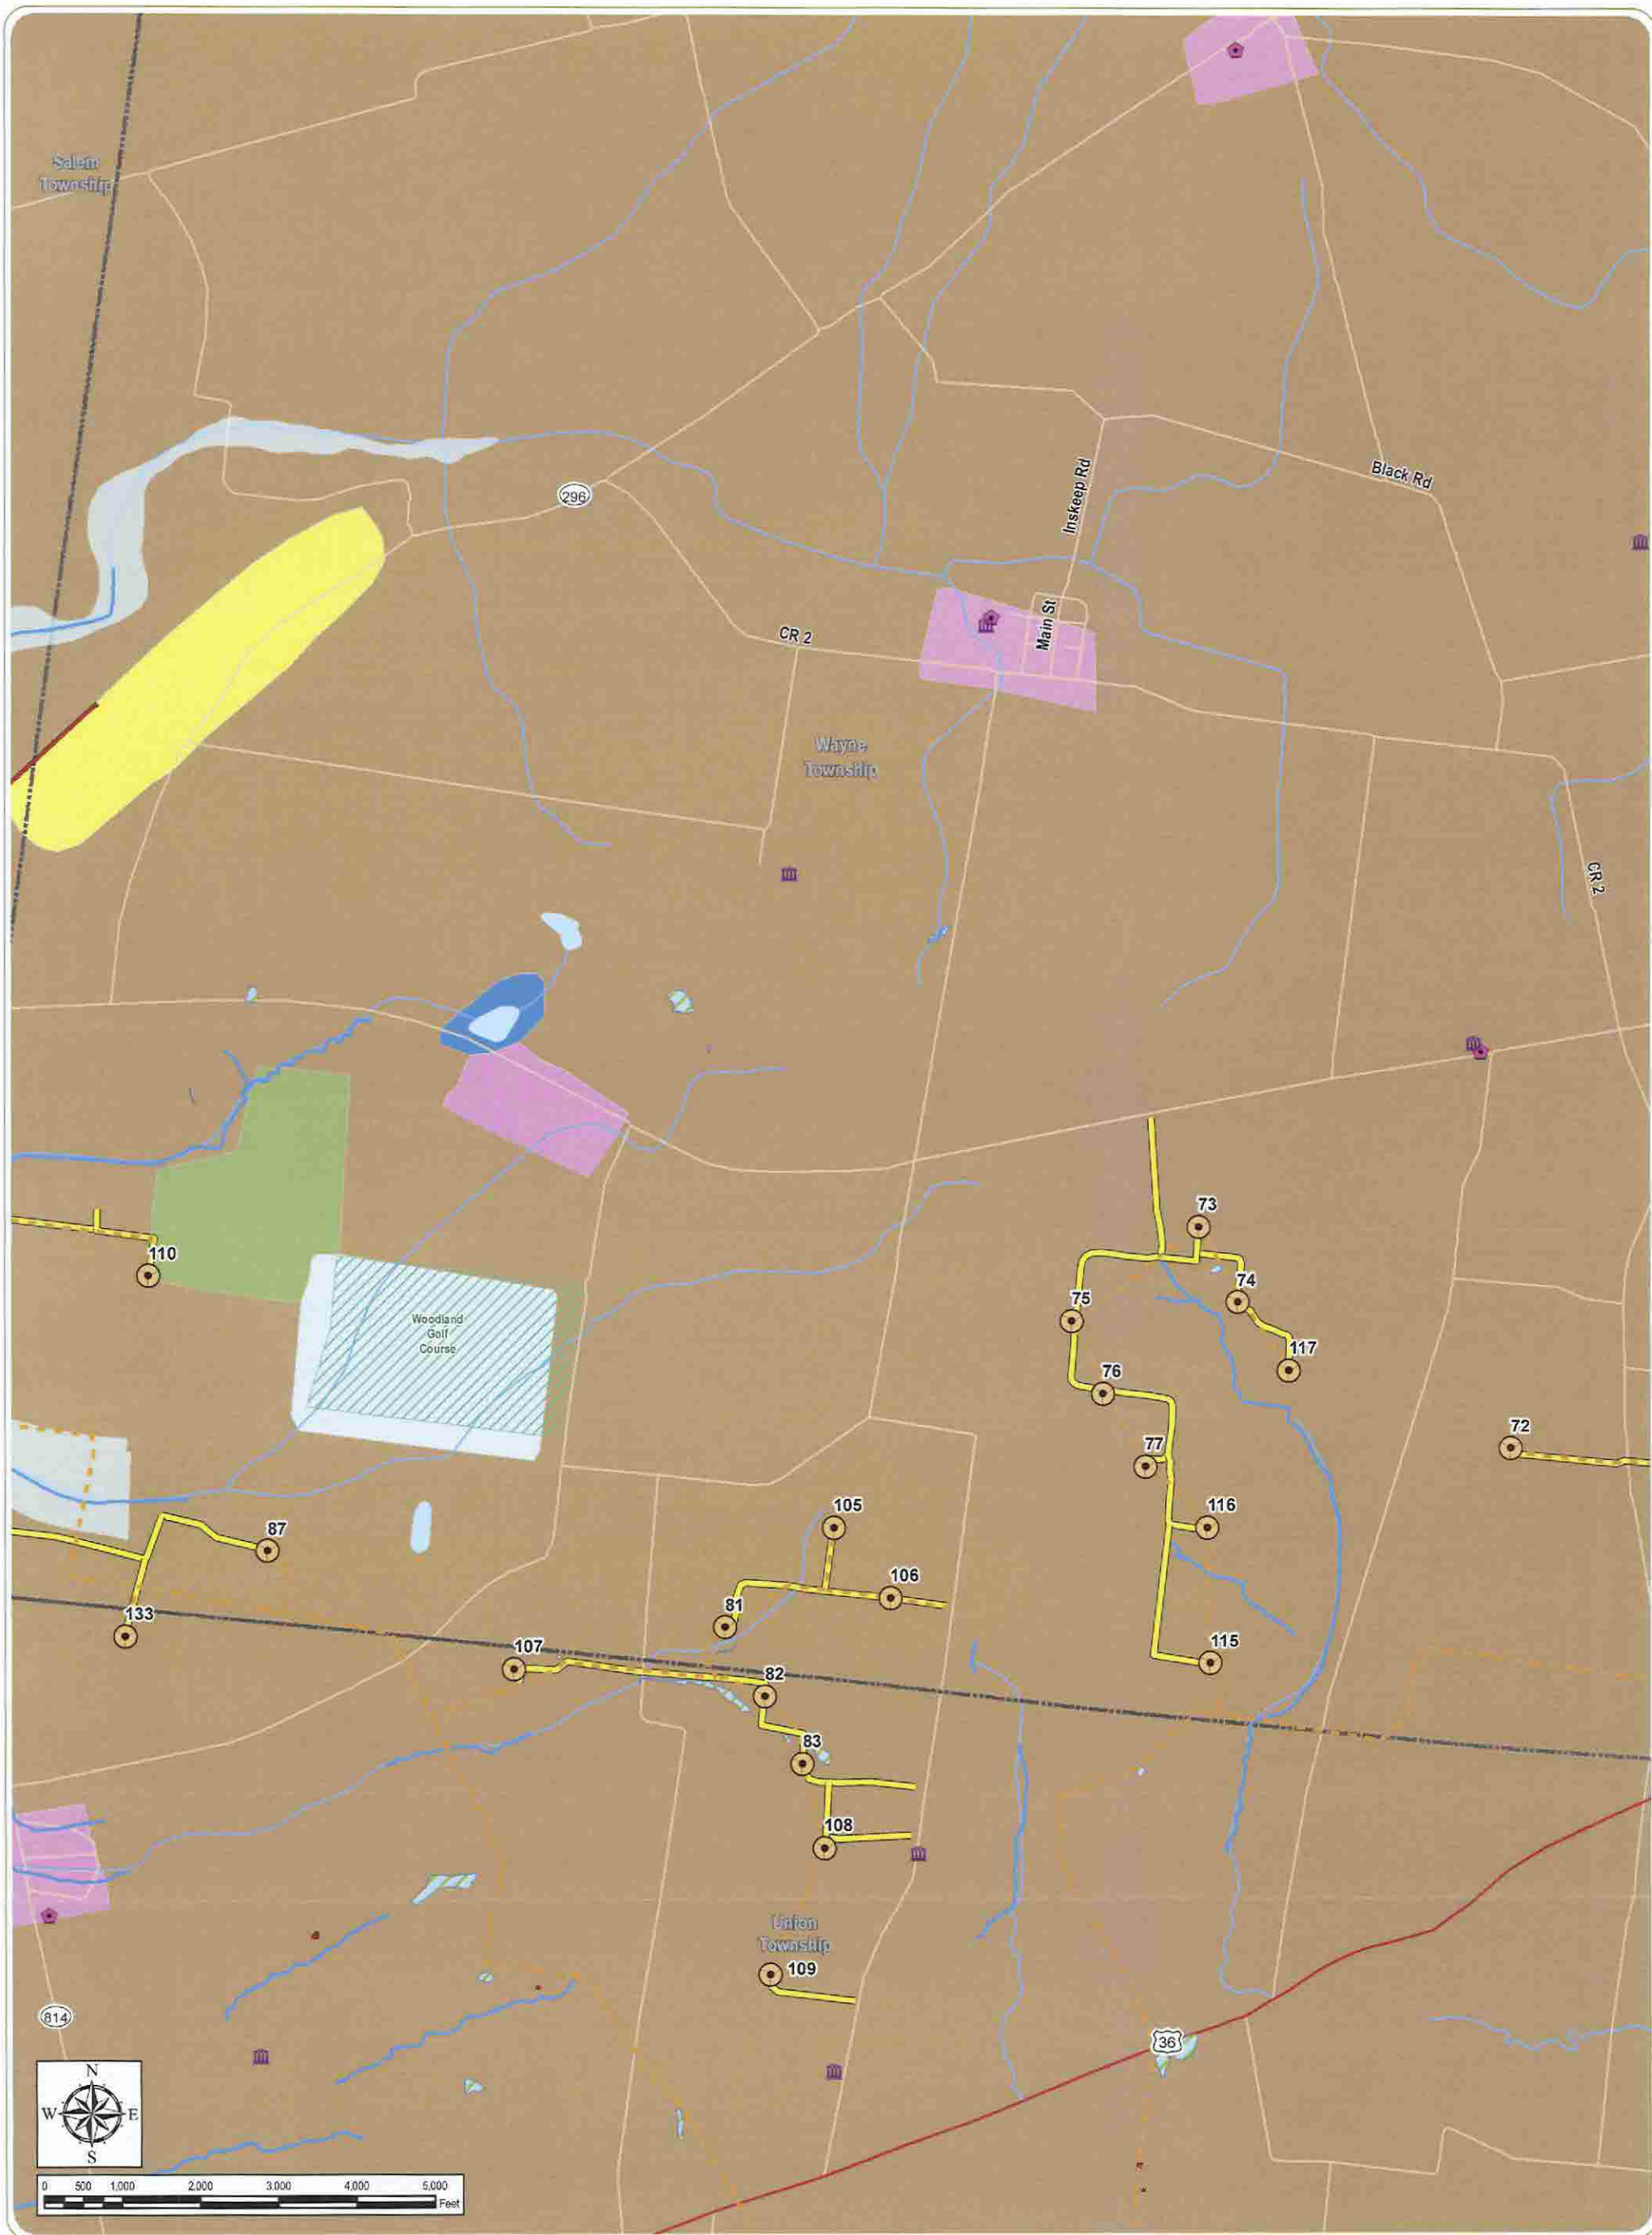 Salem
Township
296
Black Rd
Inskeep Rd
Main St
CR 2
Wayne
Township
CR 2
73
110
74
75
Woodland
Golf
Course
117
76
72
77
105
116
87
106
81
133
115
107
82
83
108
Union
Township
109
814
36
N
W E
S
0 500 1,000 2,000 3,000 4,000 5,000
Feet